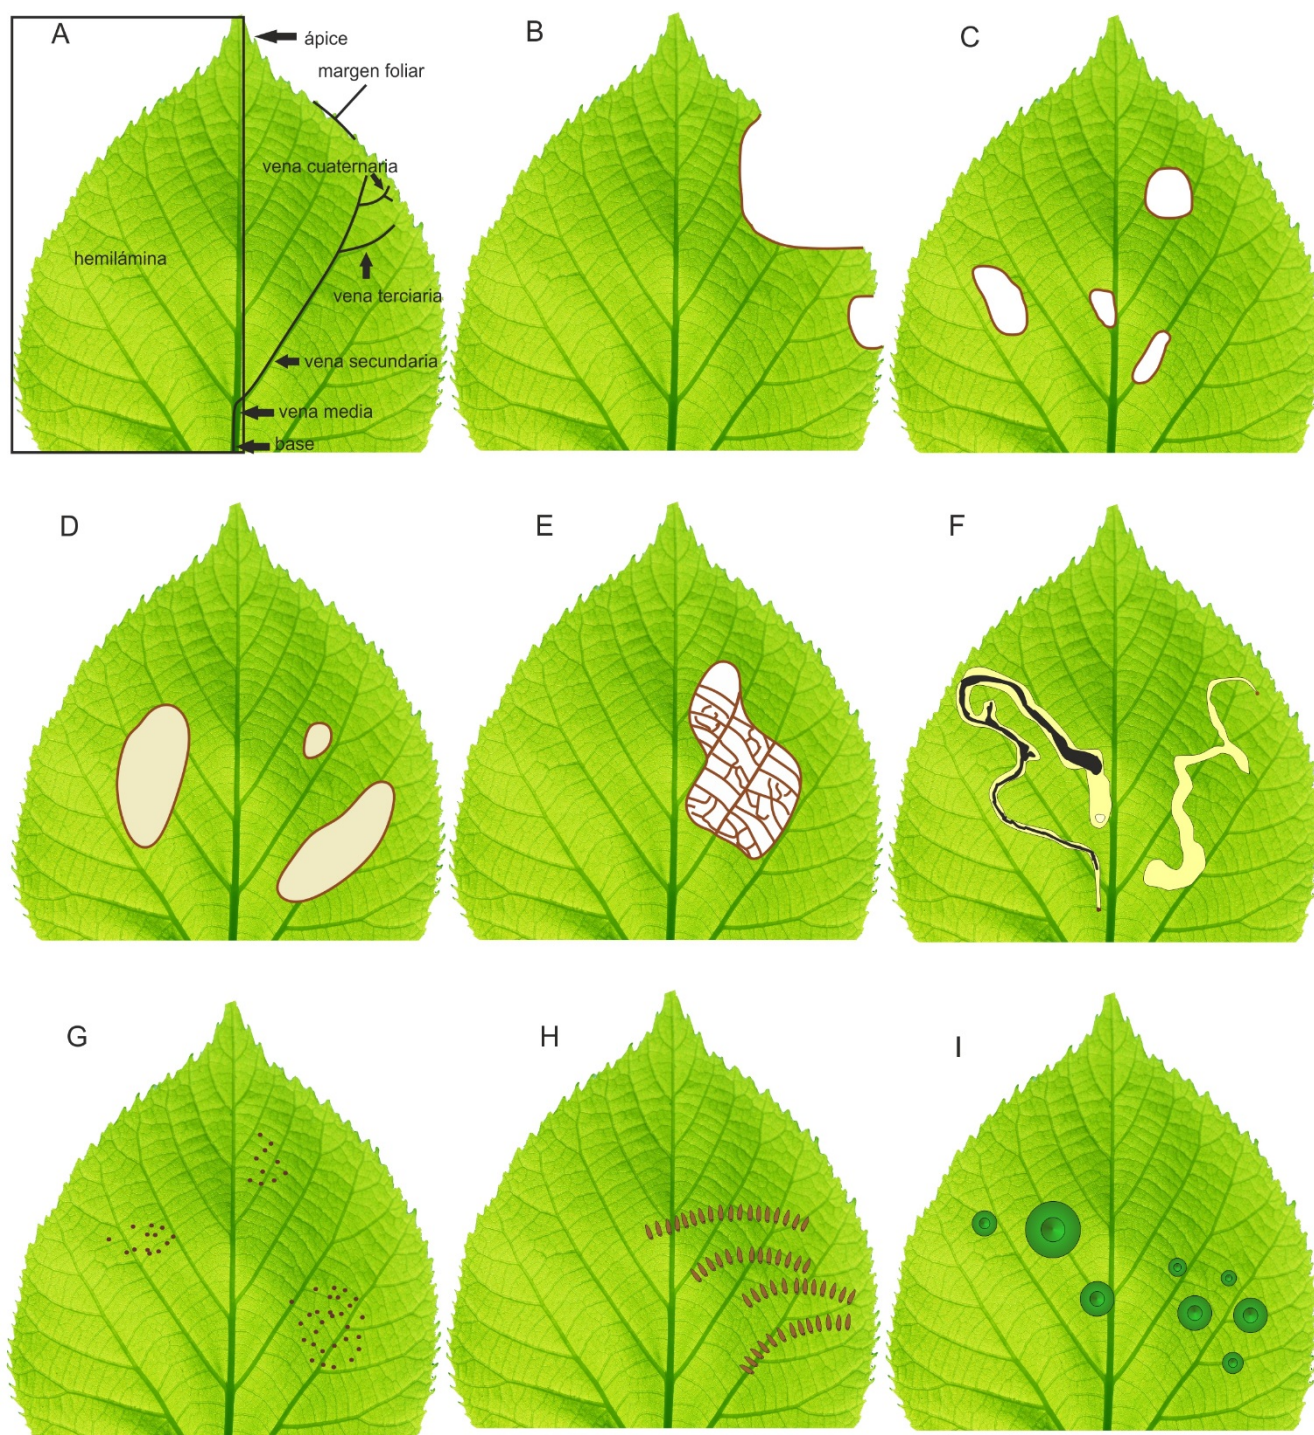 A
ápice
margen foliar
vena cuaternaria
hemilámina
vena terciaria
vena secundaria
vena media
base
B
C
D
E
F
G
H
I